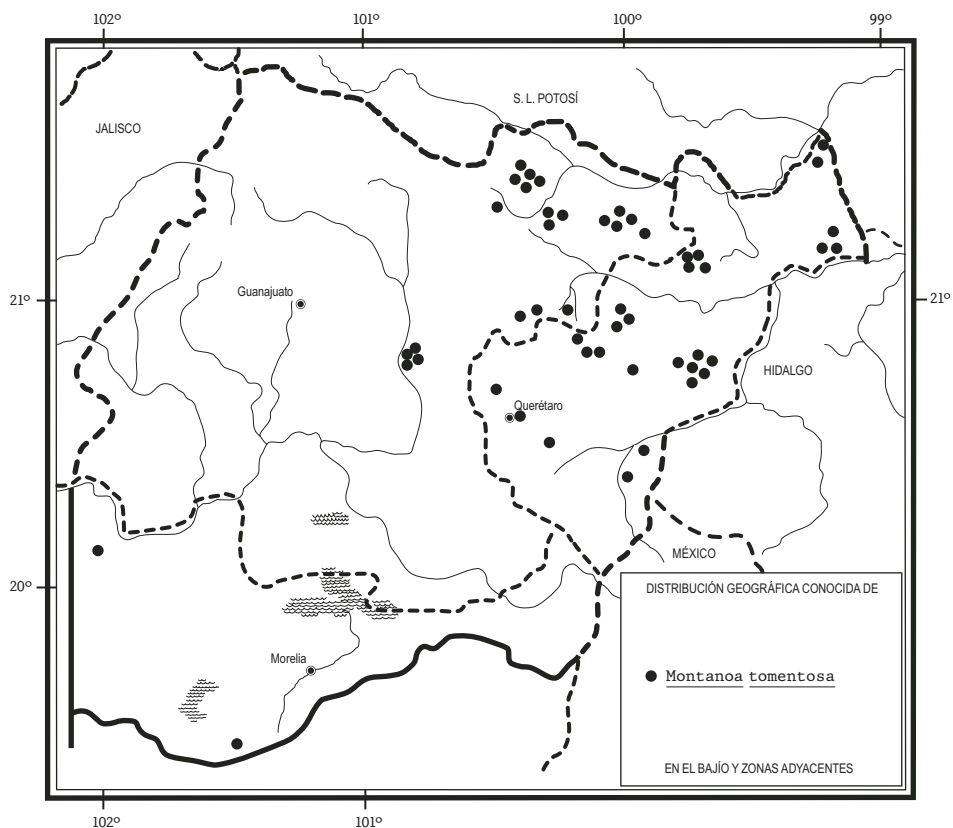 102º 101º 100º 99º
S. L. POTOSÍ
JALISCO
Guanajuato
21º 21º
HIDALGO
Querétaro
MÉXICO
20º
DISTRIBUCIÓN GEOGRÁFICA CONOCIDA DE
Morelia
Montanoa tomentosa
EN EL BAJÍO Y ZONAS ADYACENTES
102º 101º